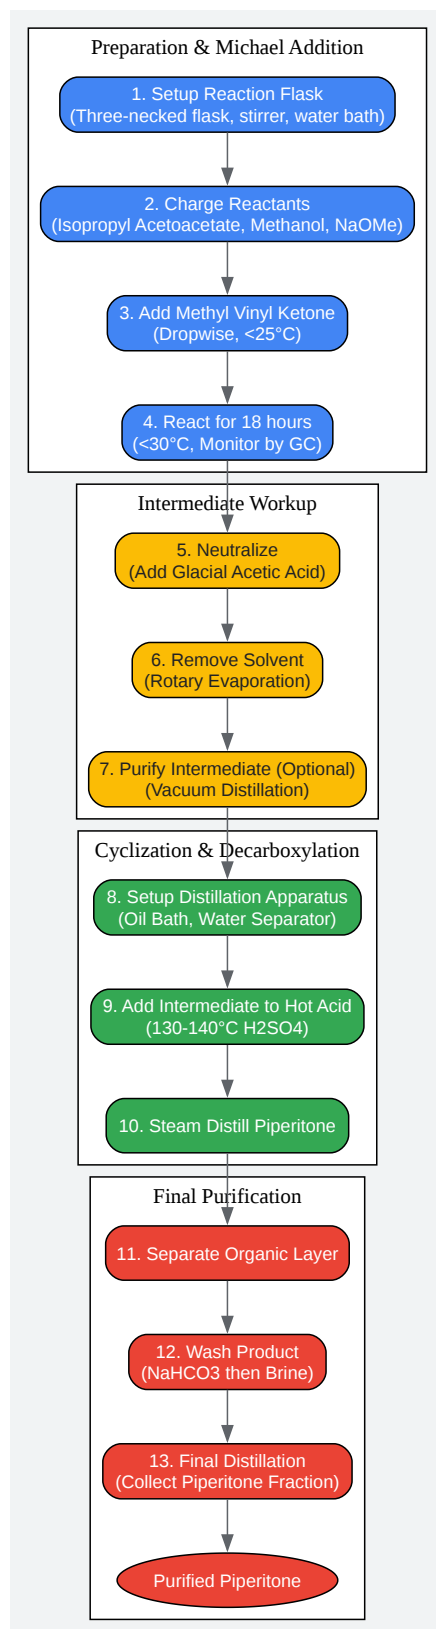 Preparation & Michael Addition
1. Setup Reaction Flask
(Three-necked flask, stirrer, water bath)
2. Charge Reactants
(Isopropyl Acetoacetate, Methanol, NaOMe)
3. Add Methyl Vinyl Ketone
(Dropwise, <25°C)
4. React for 18 hours
(<30°C, Monitor by GC)
Intermediate Workup
5. Neutralize
(Add Glacial Acetic Acid)
6. Remove Solvent
(Rotary Evaporation)
7. Purify Intermediate (Optional)
(Vacuum Distillation)
Cyclization & Decarboxylation
8. Setup Distillation Apparatus
(Oil Bath, Water Separator)
9. Add Intermediate to Hot Acid
(130-140°C H2SO4)
10. Steam Distill Piperitone
Final Purification
11. Separate Organic Layer
12. Wash Product
(NaHCO3 then Brine)
13. Final Distillation
(Collect Piperitone Fraction)
Purified Piperitone